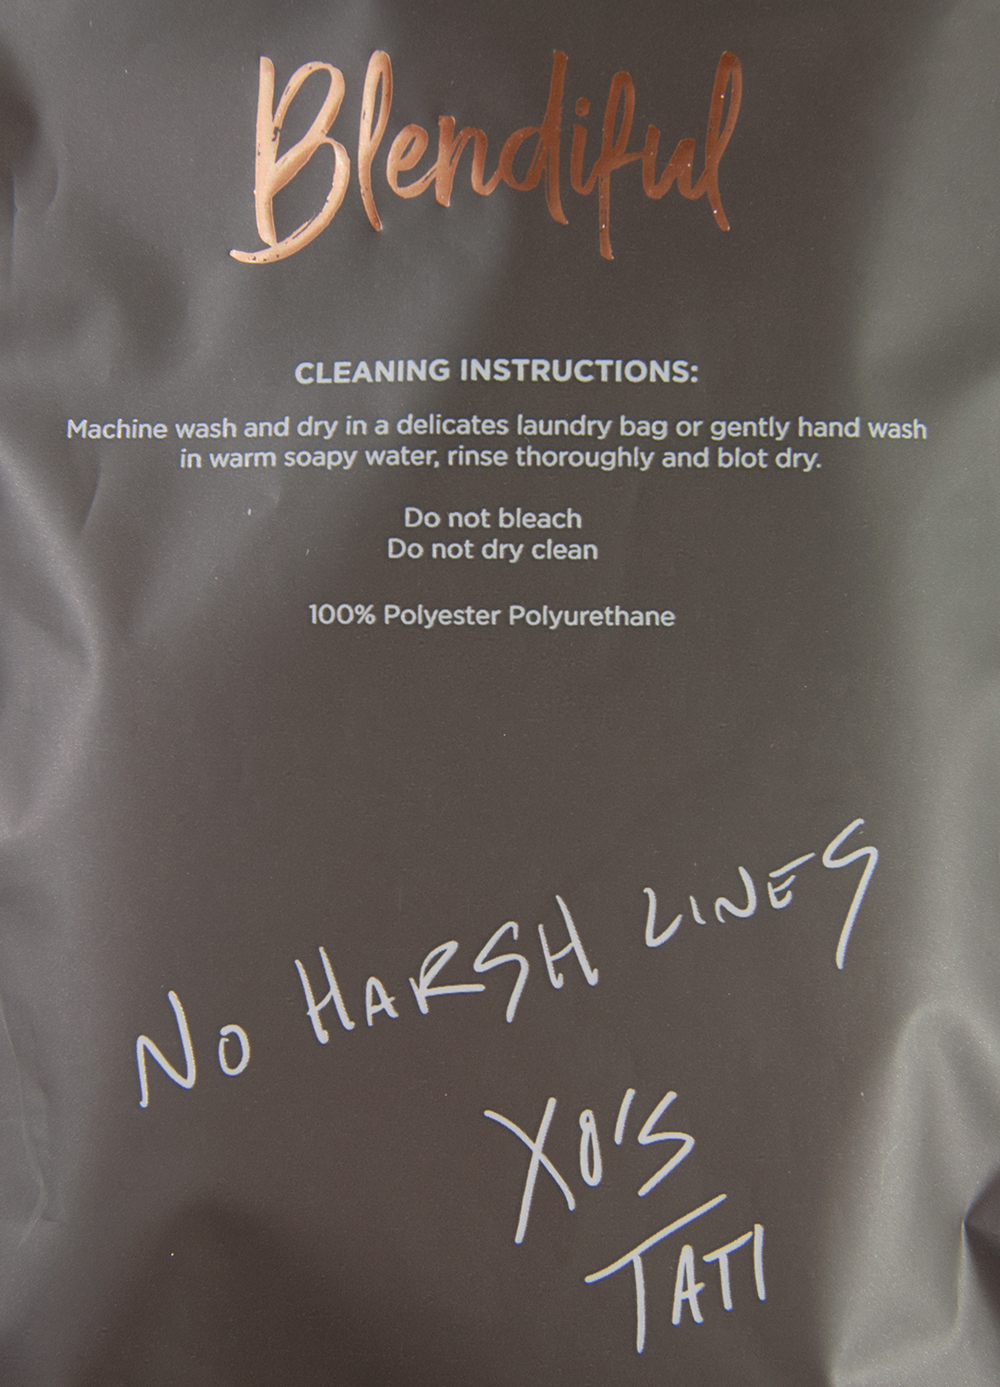 Blendiful
CLEANING INSTRUCTIONS:
Machine wash and dry in a delicates laundry bag or gently hand wash
in warm soapy water, rinse thoroughly and blot dry.
Do not bleach
Do not dry clean
100% Polyester Polyurethane
NO HARSH LINES
XO'S
TATI